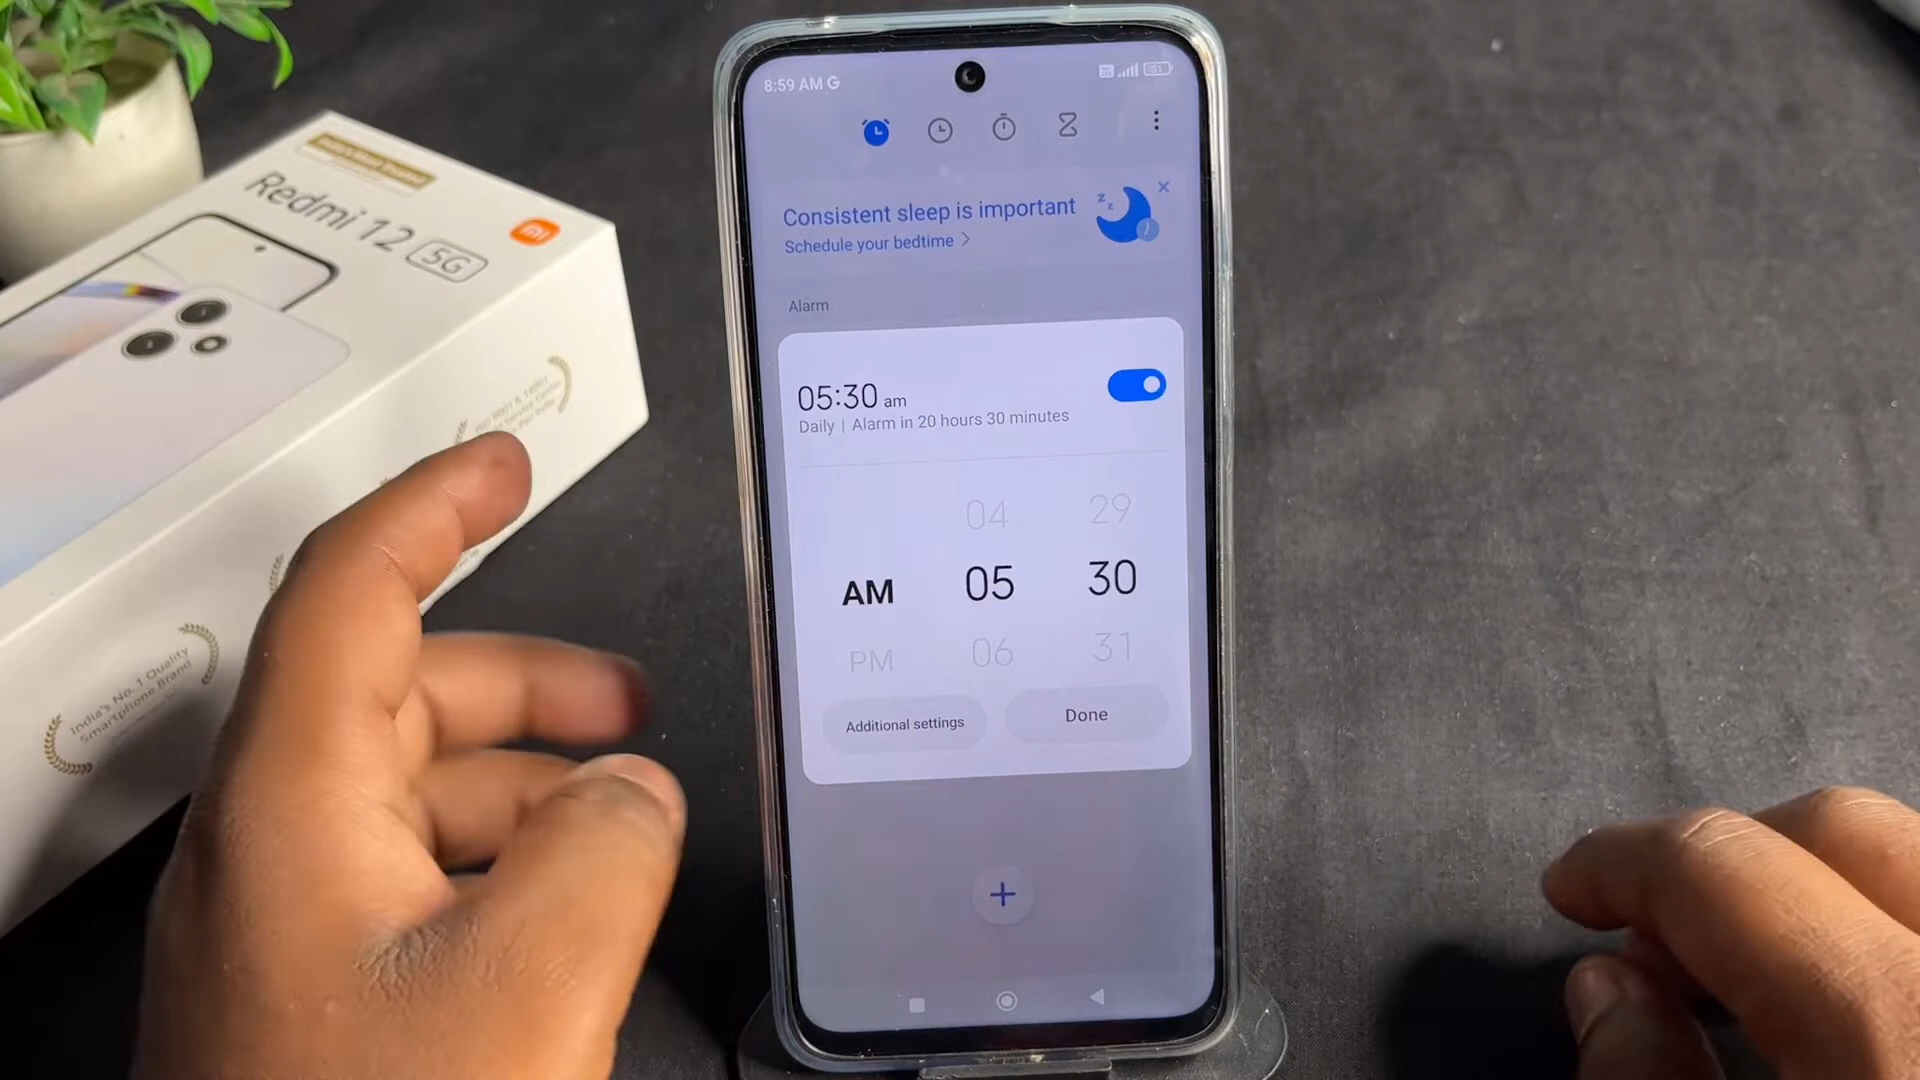 8:59 AM G
51
Consistent sleep is important
Schedule your bedtime
Alarm
05:30 am
Daily | Alarm in 20 hours 30 minutes
04 29
AM 05 30
PM 06 31
Additional settings Done
Redmi 12 5G
mi
India's No. 1 Quality
Smartphone Brand